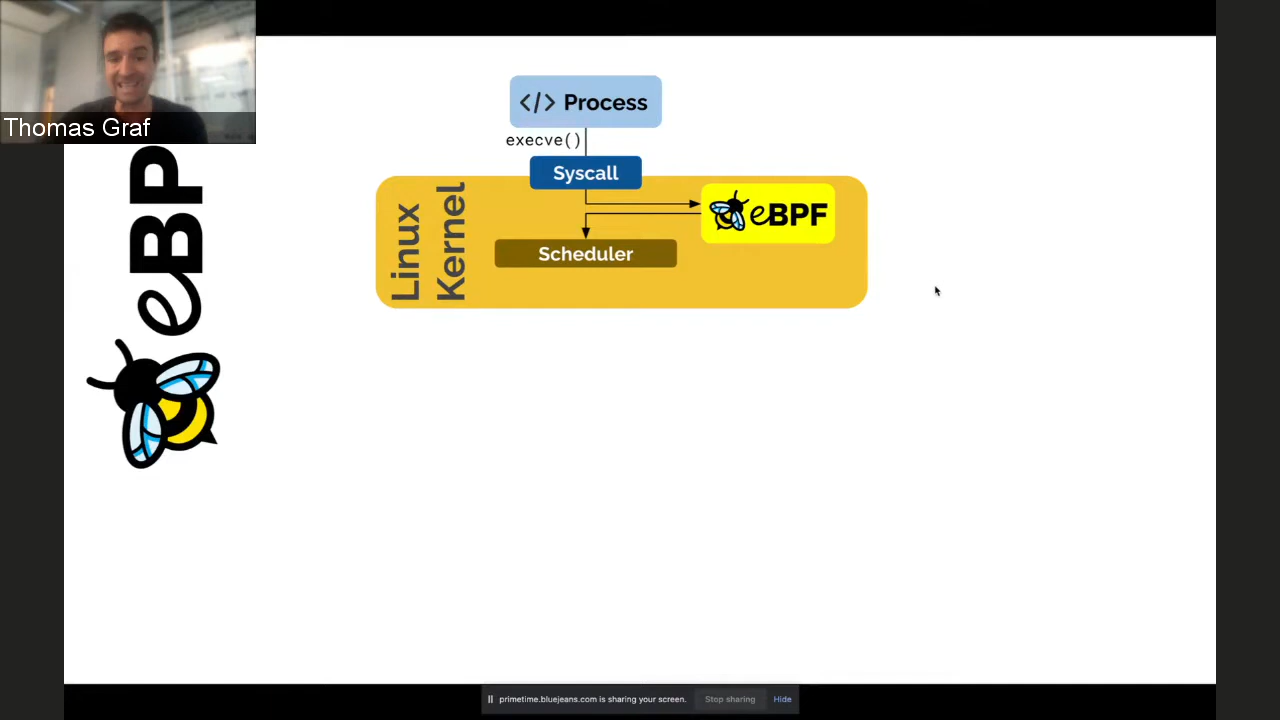 Thomas Graf
eBPF
</> Process
execve()
Syscall
Linux
Kernel
eBPF
Scheduler
primetime.bluejeans.com is sharing your screen.
Stop sharing
Hide